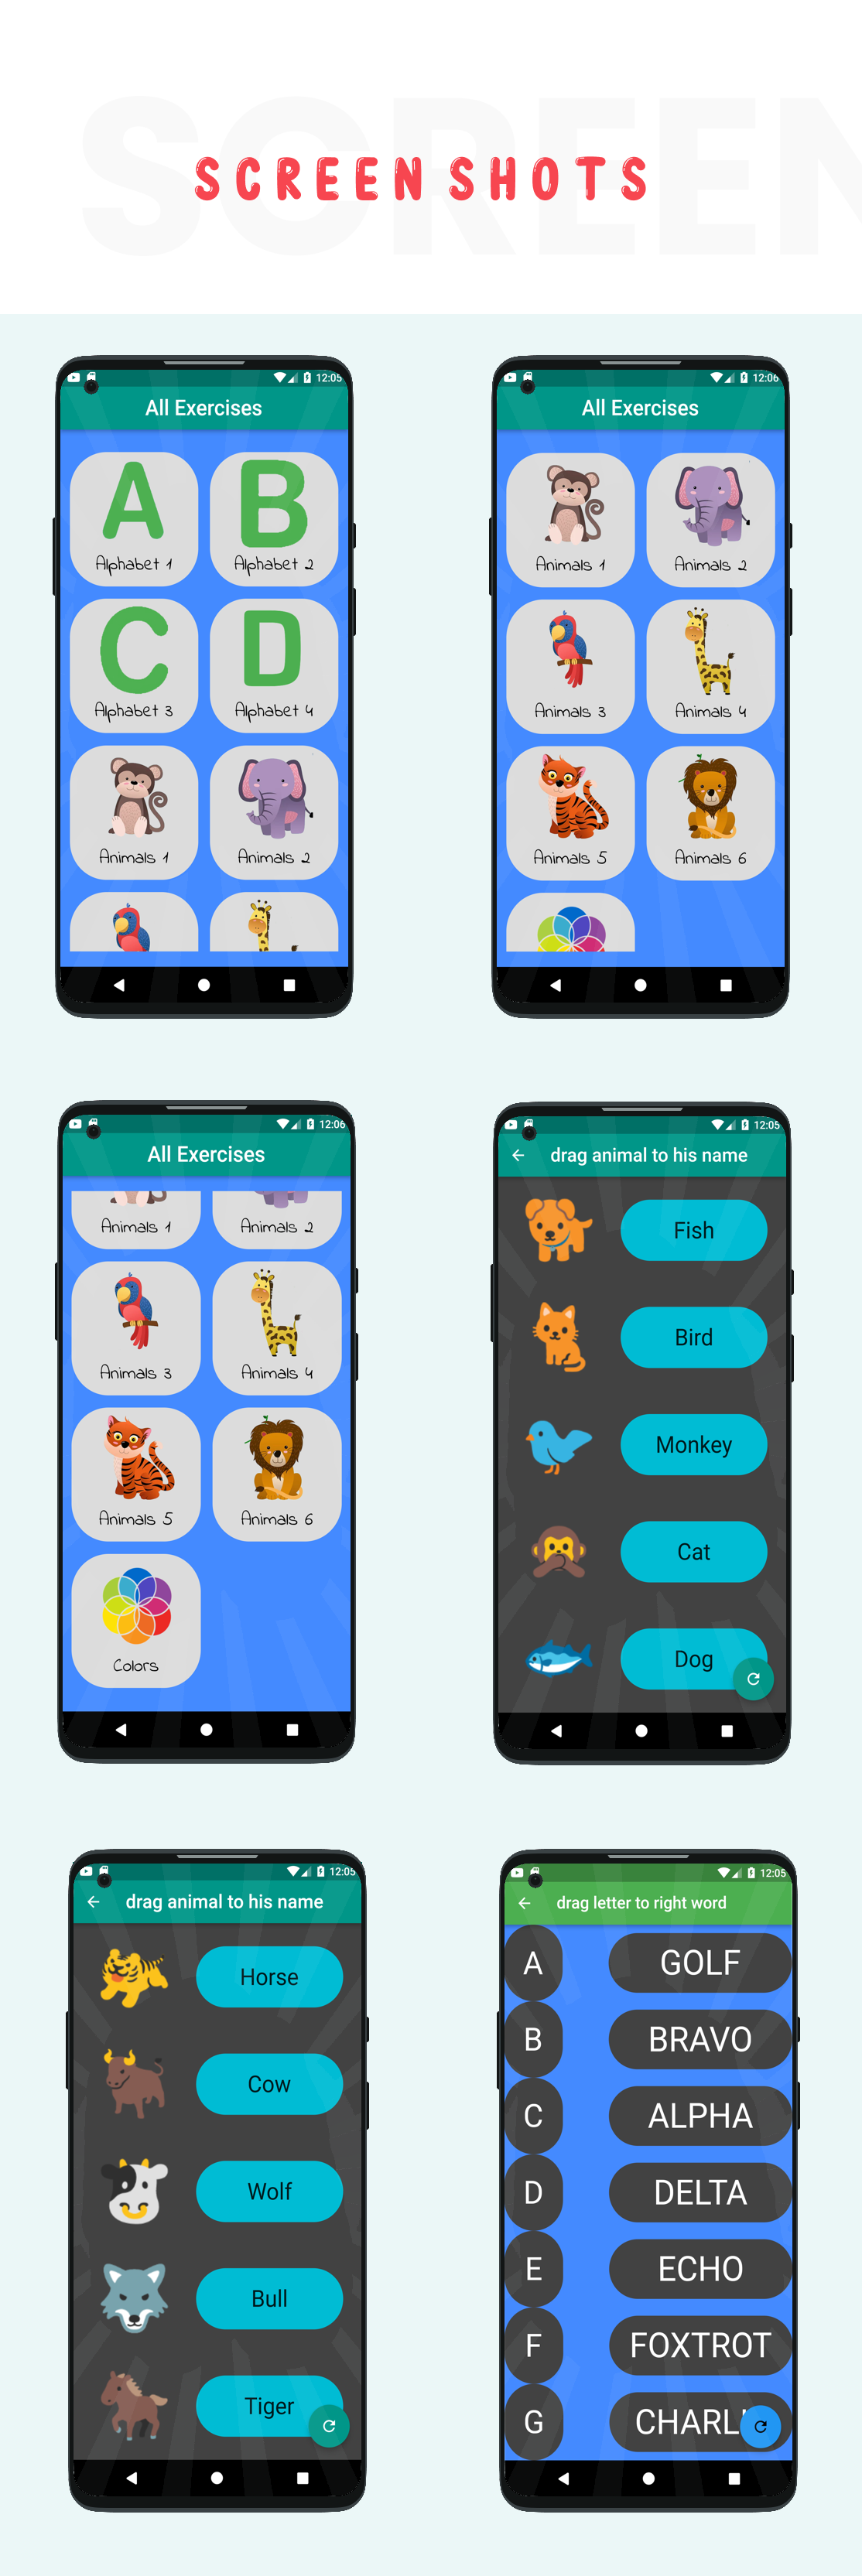 SCREEN
SCREEN SHOTS
12:05
All Exercises
A
B
Alphabet 1
Alphabet 2
C
D
Alphabet 3
Alphabet 4
Animals 1
Animals 2
12:06
All Exercises
Animals 1
Animals 2
Animals 3
Animals 4
Animals 5
Animals 6
12:06
All Exercises
Animals 1
Animals 2
Animals 3
Animals 4
Animals 5
Animals 6
Colors
12:05
drag animal to his name
Fish
Bird
Monkey
Cat
Dog
12:05
drag animal to his name
Horse
Cow
Wolf
Bull
Tiger
12:05
drag letter to right word
A GOLF
B BRAVO
C ALPHA
D DELTA
E ECHO
F FOXTROT
G CHARL